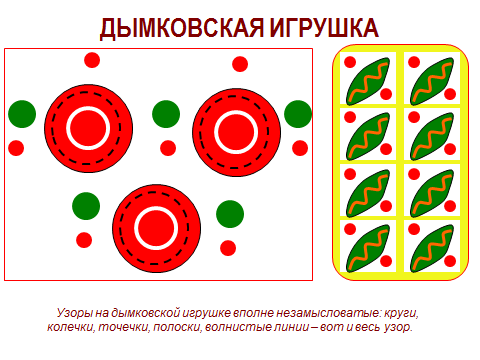 ДЫМКОВСКАЯ ИГРУШКА
Узоры на дымковской игрушке вполне незамысловатые: круги,
колечки, точечки, полоски, волнистые линии – вот и весь узор.